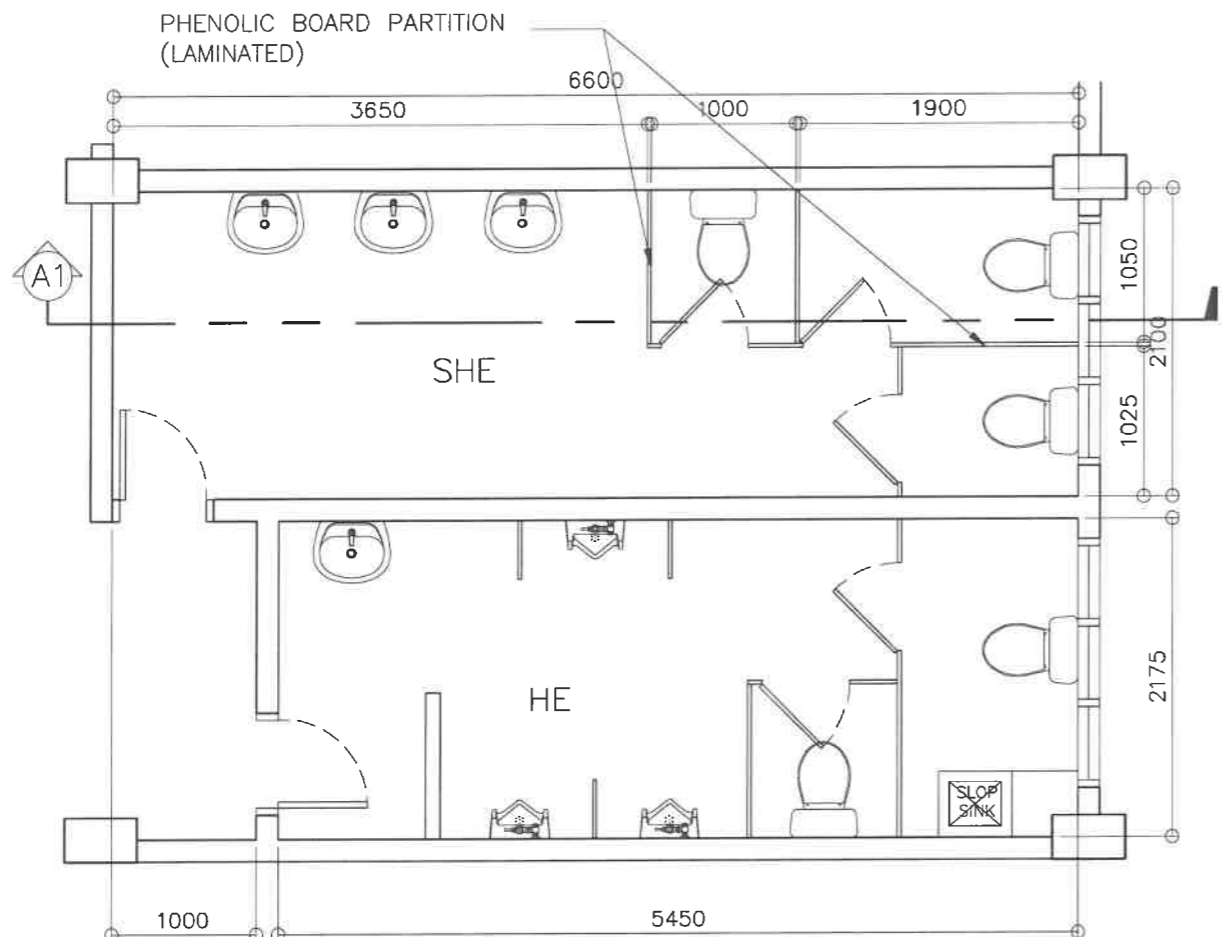 PHENOLIC BOARD PARTITION
(LAMINATED)
6600
3650
1000
1900
A1
1050
2100
SHE
1025
HE
2175
SLOP
SINK
1000
5450